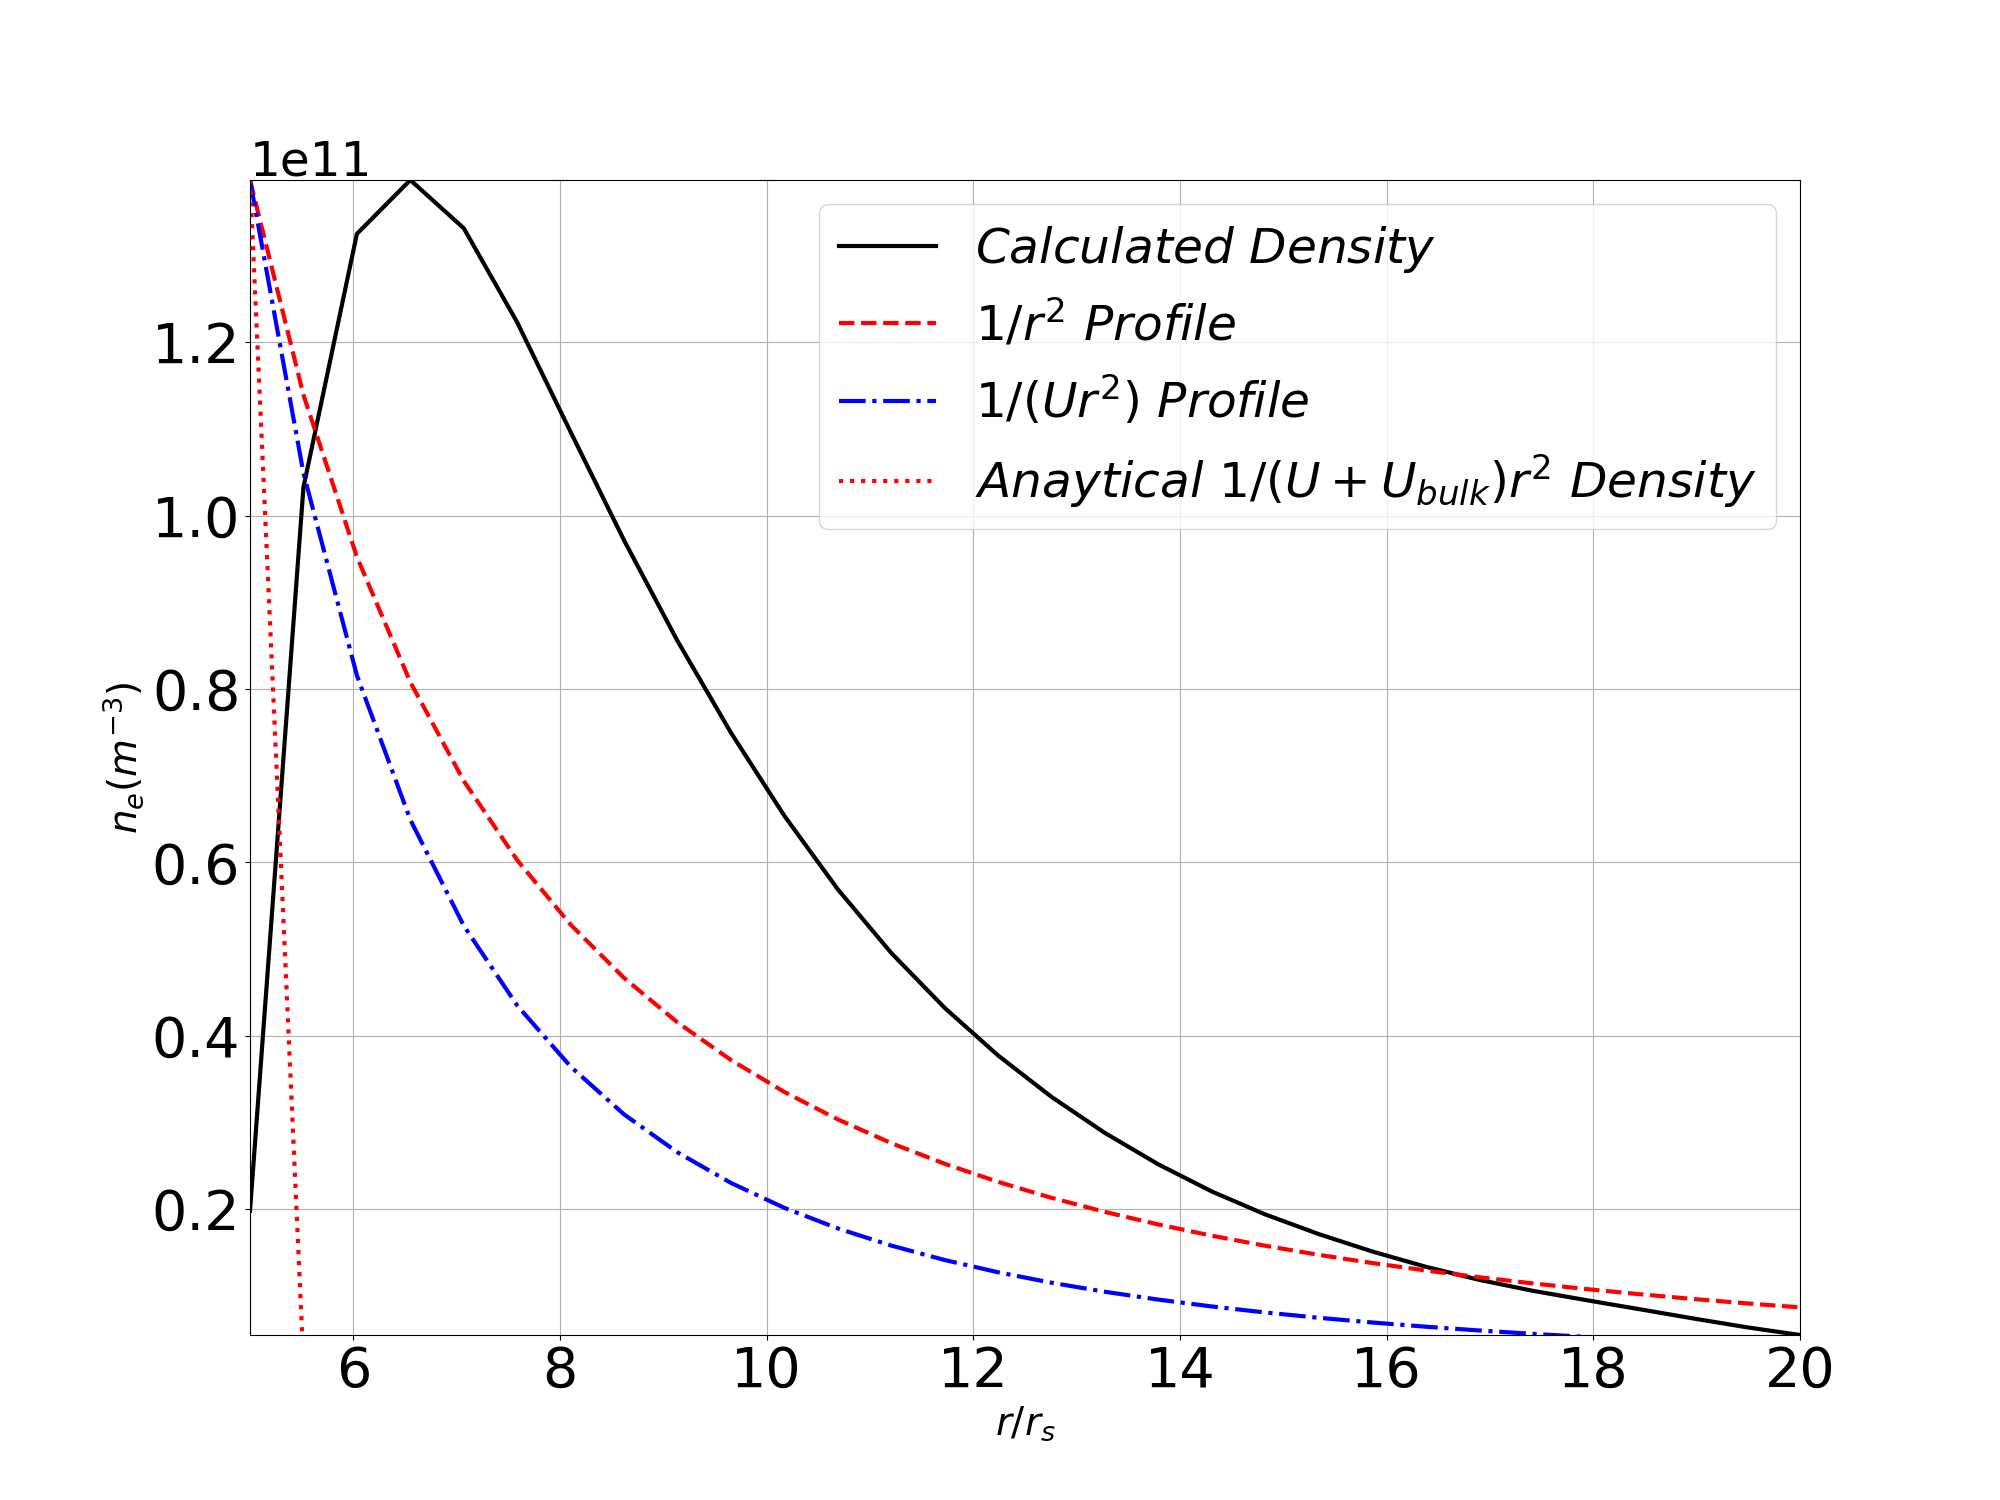 1e11
Calculated Density
1/r² Profile
1/(Ur²) Profile
Anaytical 1/(U + U_bulk)r² Density
1.2
1.0
0.8
0.6
0.4
0.2
n_e(m⁻³)
6 8 10 12 14 16 18 20
r/r_s